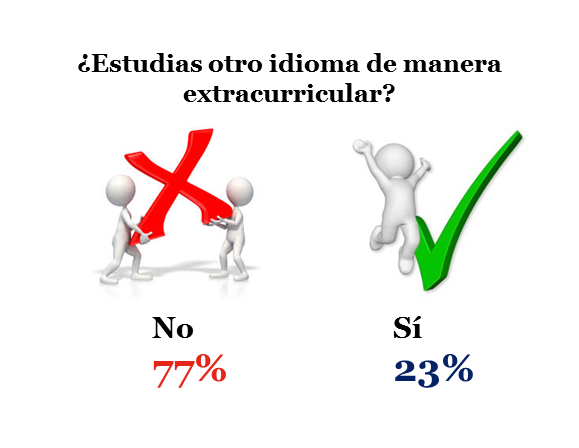 ¿Estudias otro idioma de manera
extracurricular?
No
Sí
77%
23%